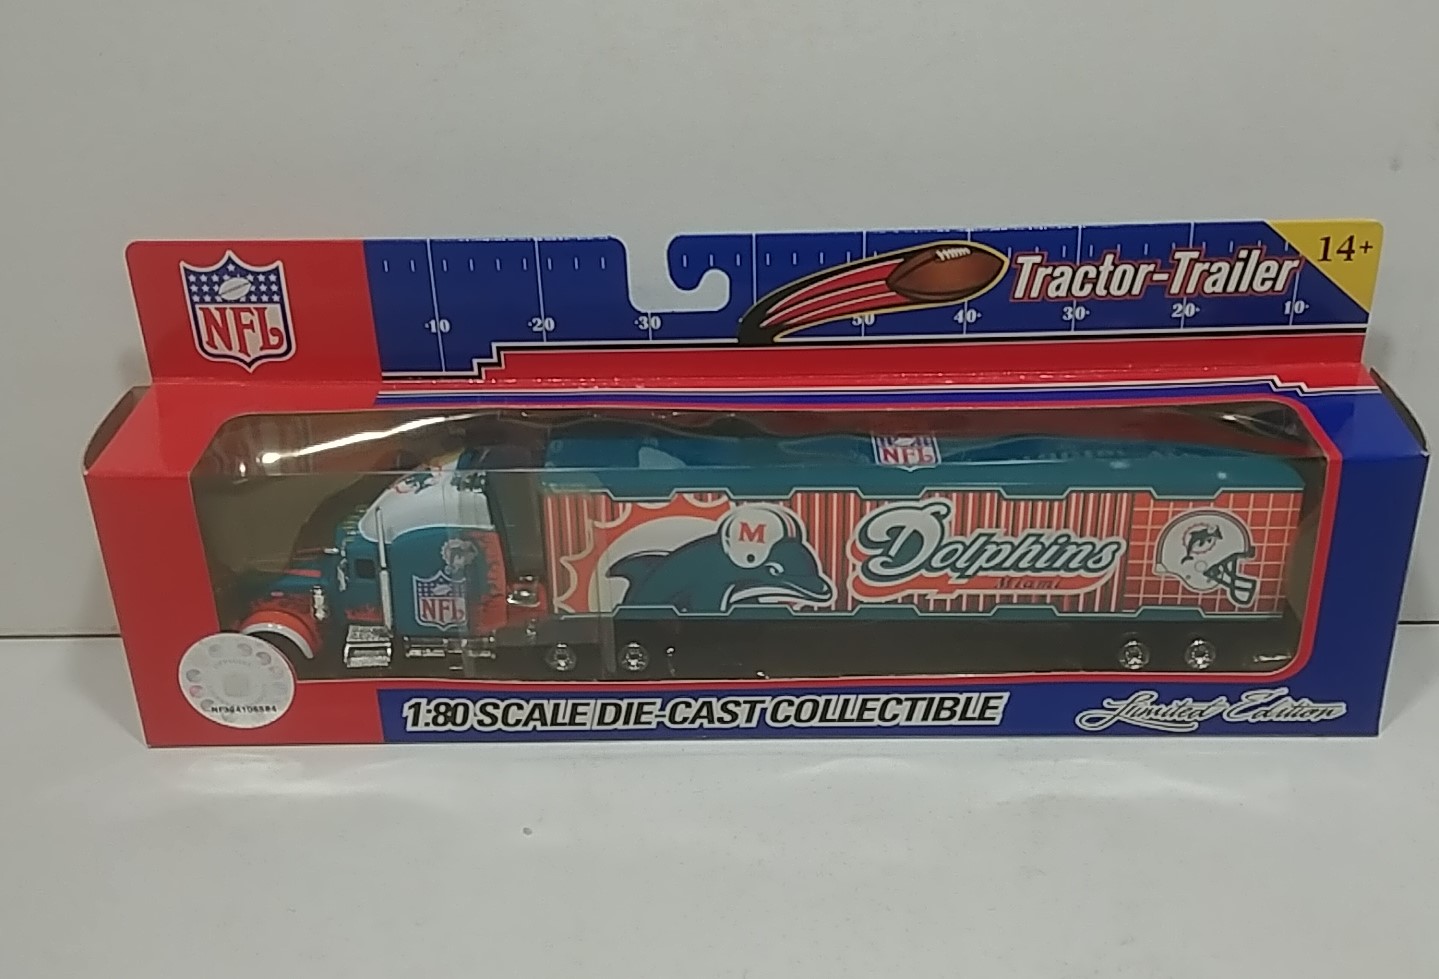 NFL
·10 ·20 ·30 50 40· 30· 20· 10·
Tractor-Trailer
14+
NFL
M
Dolphins
Miami
NFL
1:80 SCALE DIE-CAST COLLECTIBLE
Limited Edition